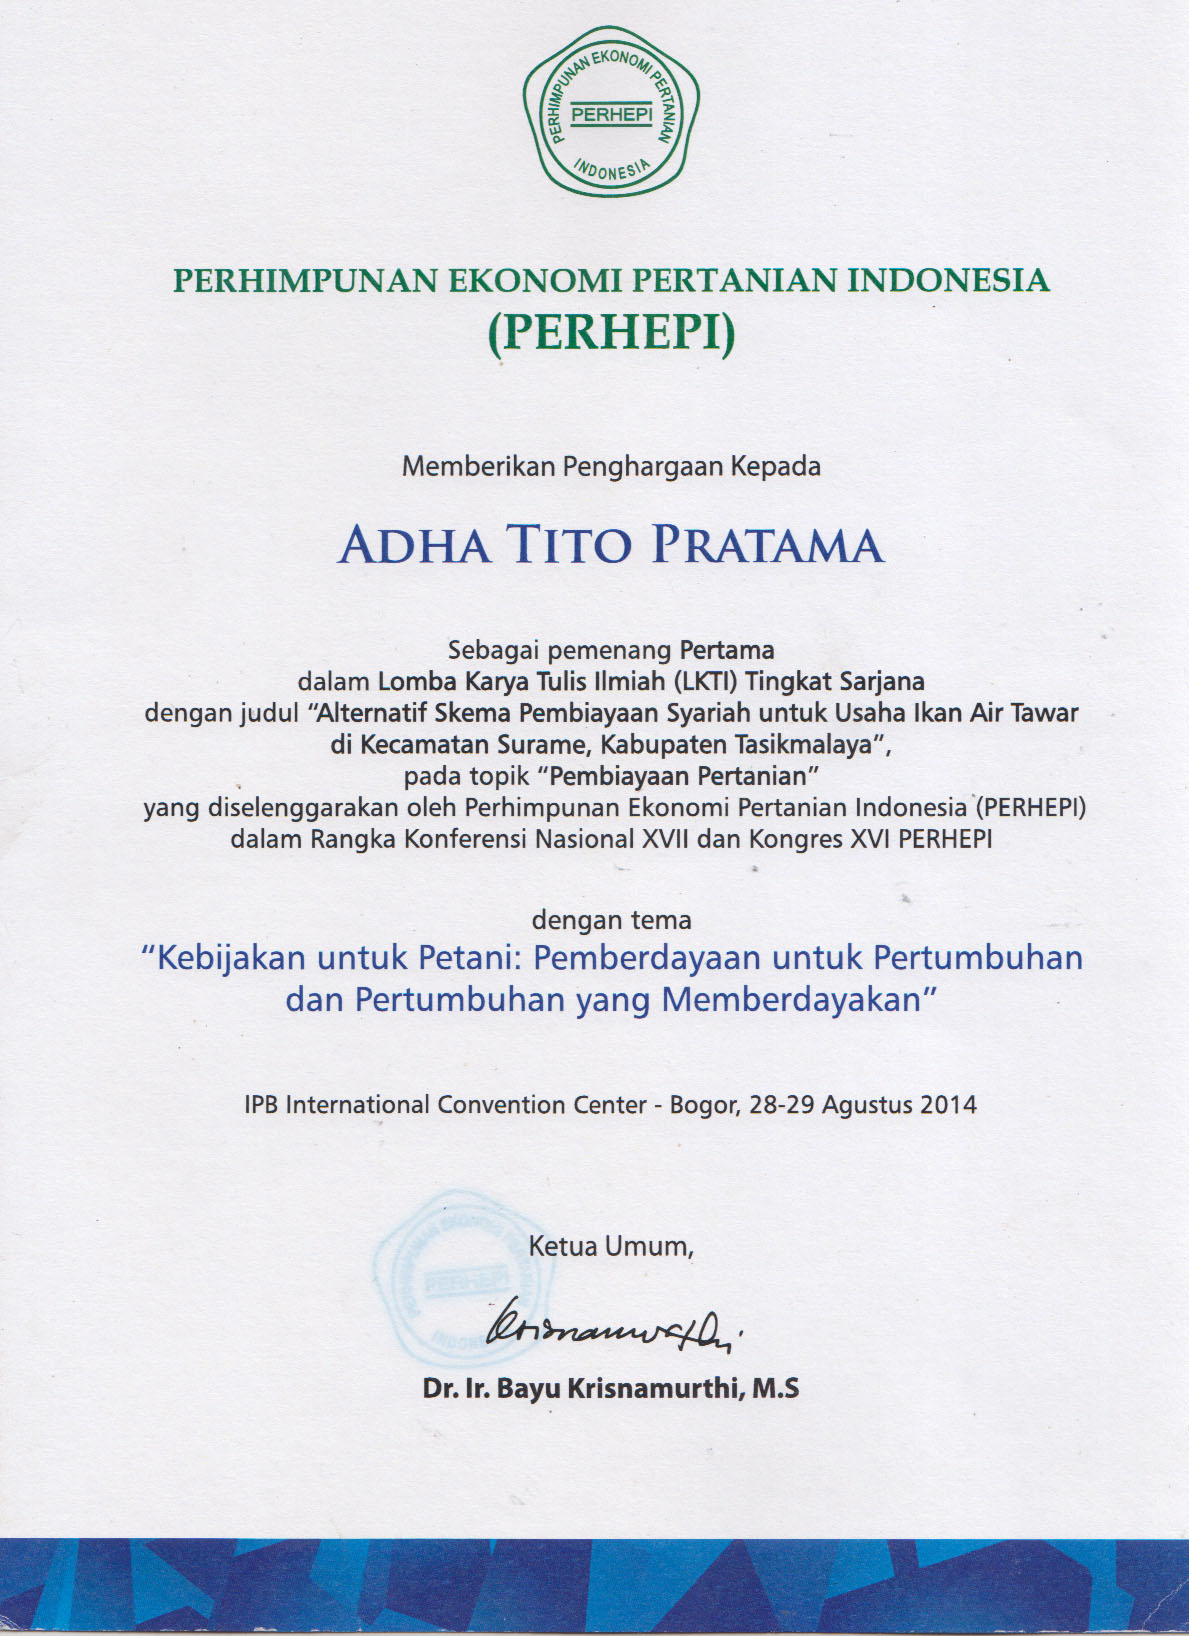 PERHIMPUNAN EKONOMI PERTANIAN
PERHEPI
INDONESIA
PERHIMPUNAN EKONOMI PERTANIAN INDONESIA
(PERHEPI)
Memberikan Penghargaan Kepada
ADHA TITO PRATAMA
Sebagai pemenang Pertama
dalam Lomba Karya Tulis Ilmiah (LKTI) Tingkat Sarjana
dengan judul “Alternatif Skema Pembiayaan Syariah untuk Usaha Ikan Air Tawar
di Kecamatan Surame, Kabupaten Tasikmalaya”,
pada topik “Pembiayaan Pertanian”
yang diselenggarakan oleh Perhimpunan Ekonomi Pertanian Indonesia (PERHEPI)
dalam Rangka Konferensi Nasional XVII dan Kongres XVI PERHEPI
dengan tema
“Kebijakan untuk Petani: Pemberdayaan untuk Pertumbuhan
dan Pertumbuhan yang Memberdayakan”
IPB International Convention Center - Bogor, 28-29 Agustus 2014
Ketua Umum,
PERHIMPUNAN EKONOMI PERTANIAN
PERHEPI
INDONESIA
Krisnamurthi
Dr. Ir. Bayu Krisnamurthi, M.S